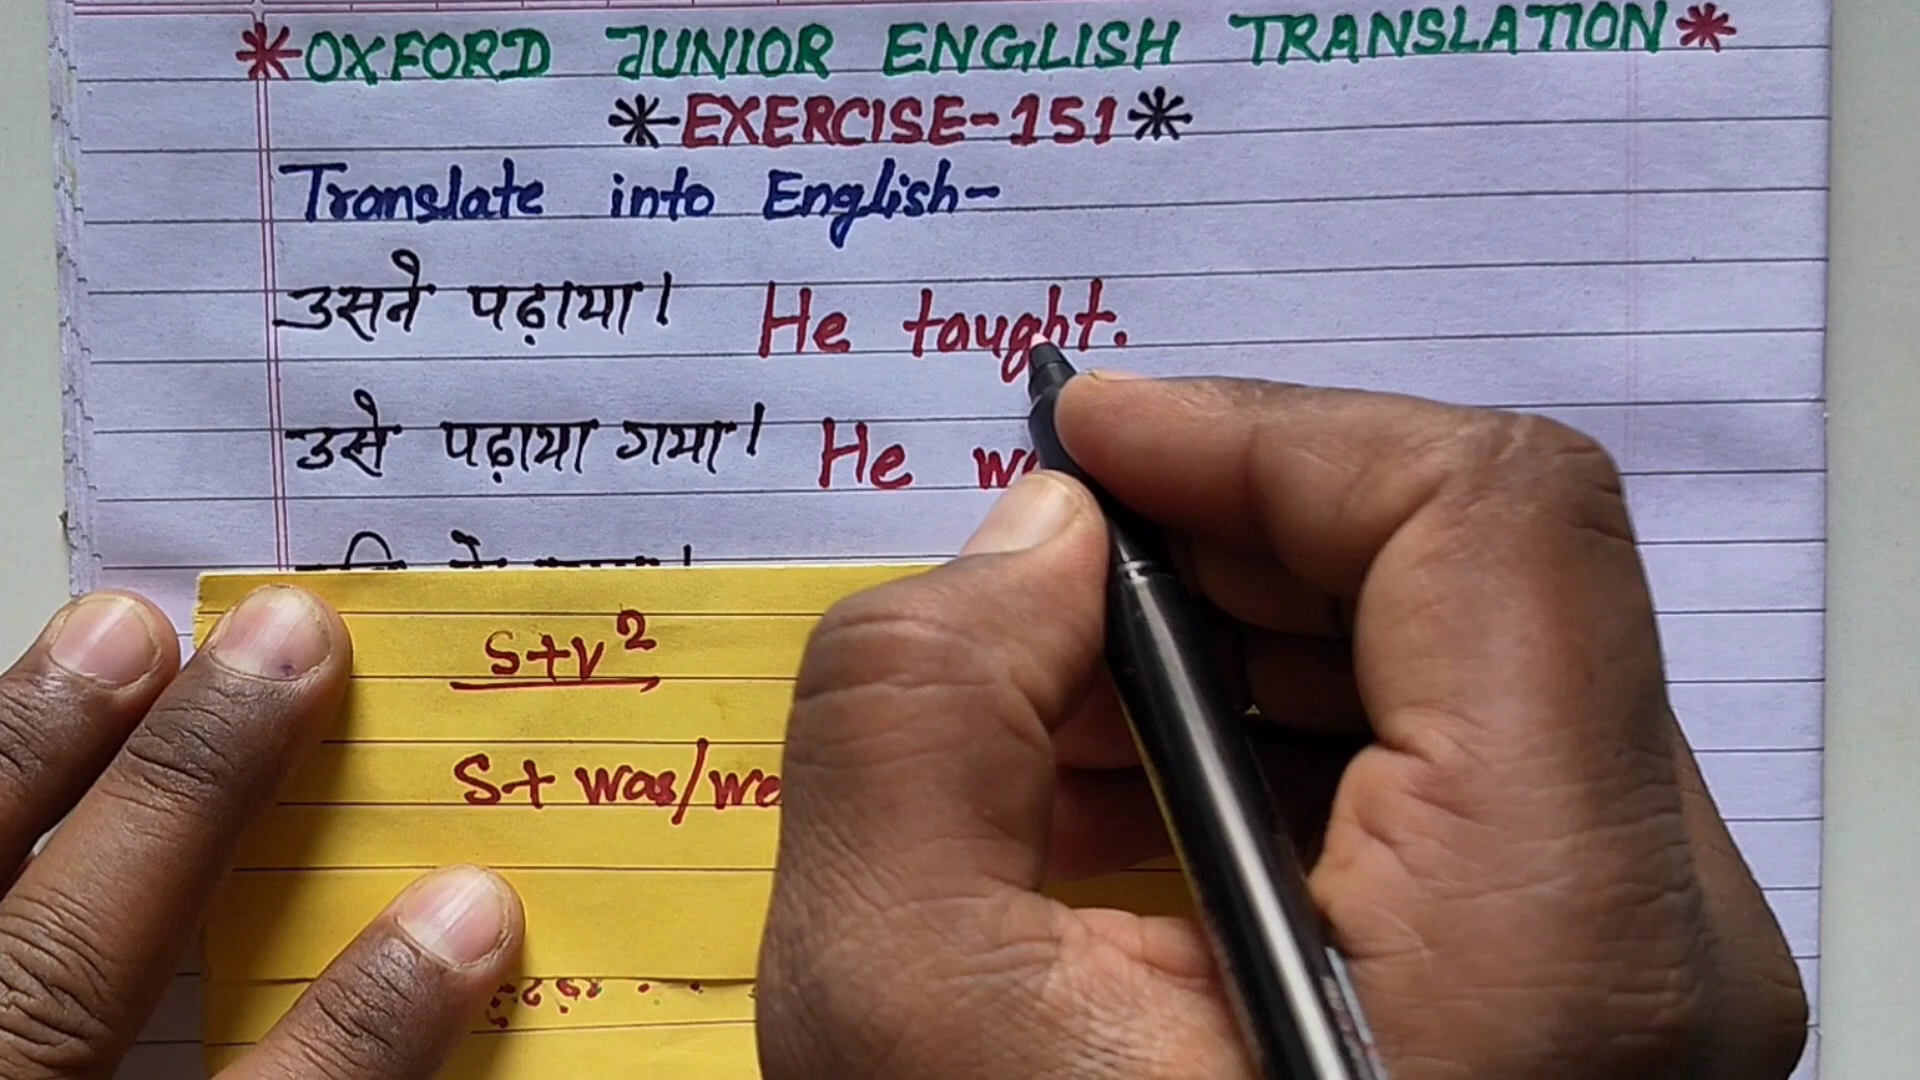 *OXFORD JUNIOR ENGLISH TRANSLATION*
*EXERCISE-151*
Translate into English-
उसने पढ़ाया। He taught.
उसे पढ़ाया गया। He
S+V²
S+ was/we